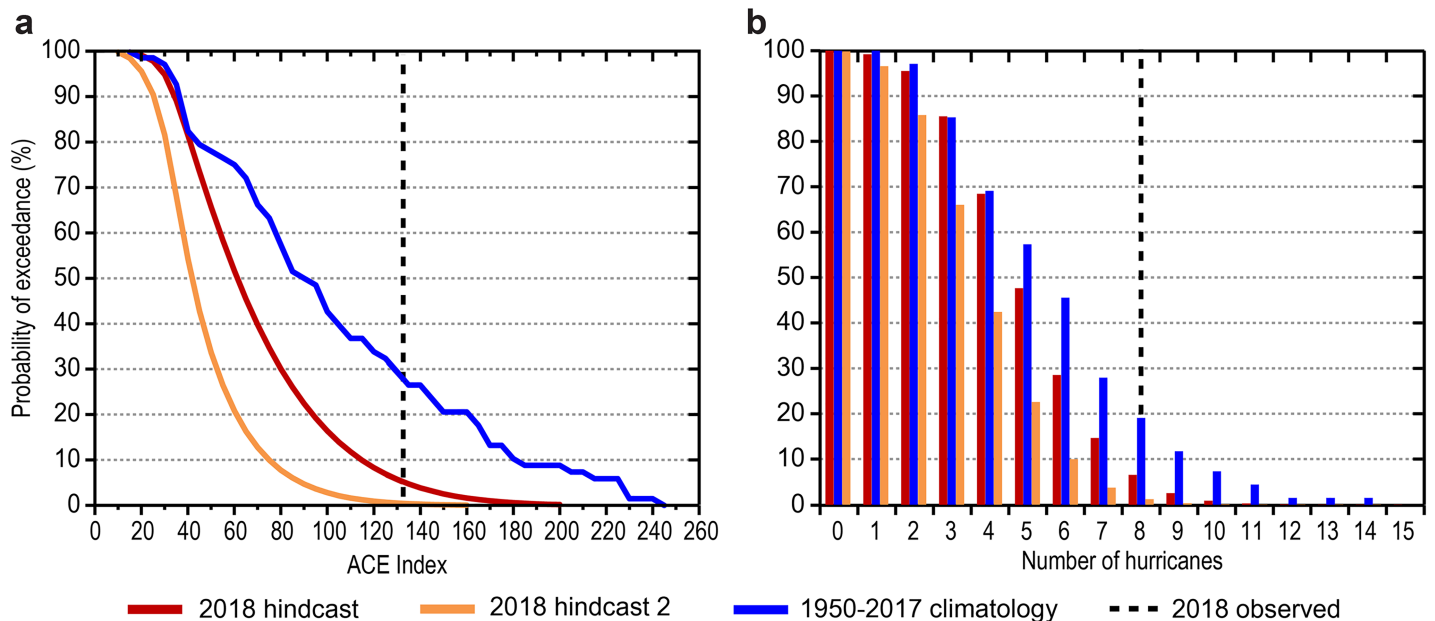 a
100
90
80
70
60
50
40
30
20
10
0
Probability of exceedance (%)
0 20 40 60 80 100 120 140 160 180 200 220 240 260
ACE Index
b
100
90
80
70
60
50
40
30
20
10
0
0 1 2 3 4 5 6 7 8 9 10 11 12 13 14 15
Number of hurricanes
2018 hindcast 2018 hindcast 2 1950-2017 climatology 2018 observed